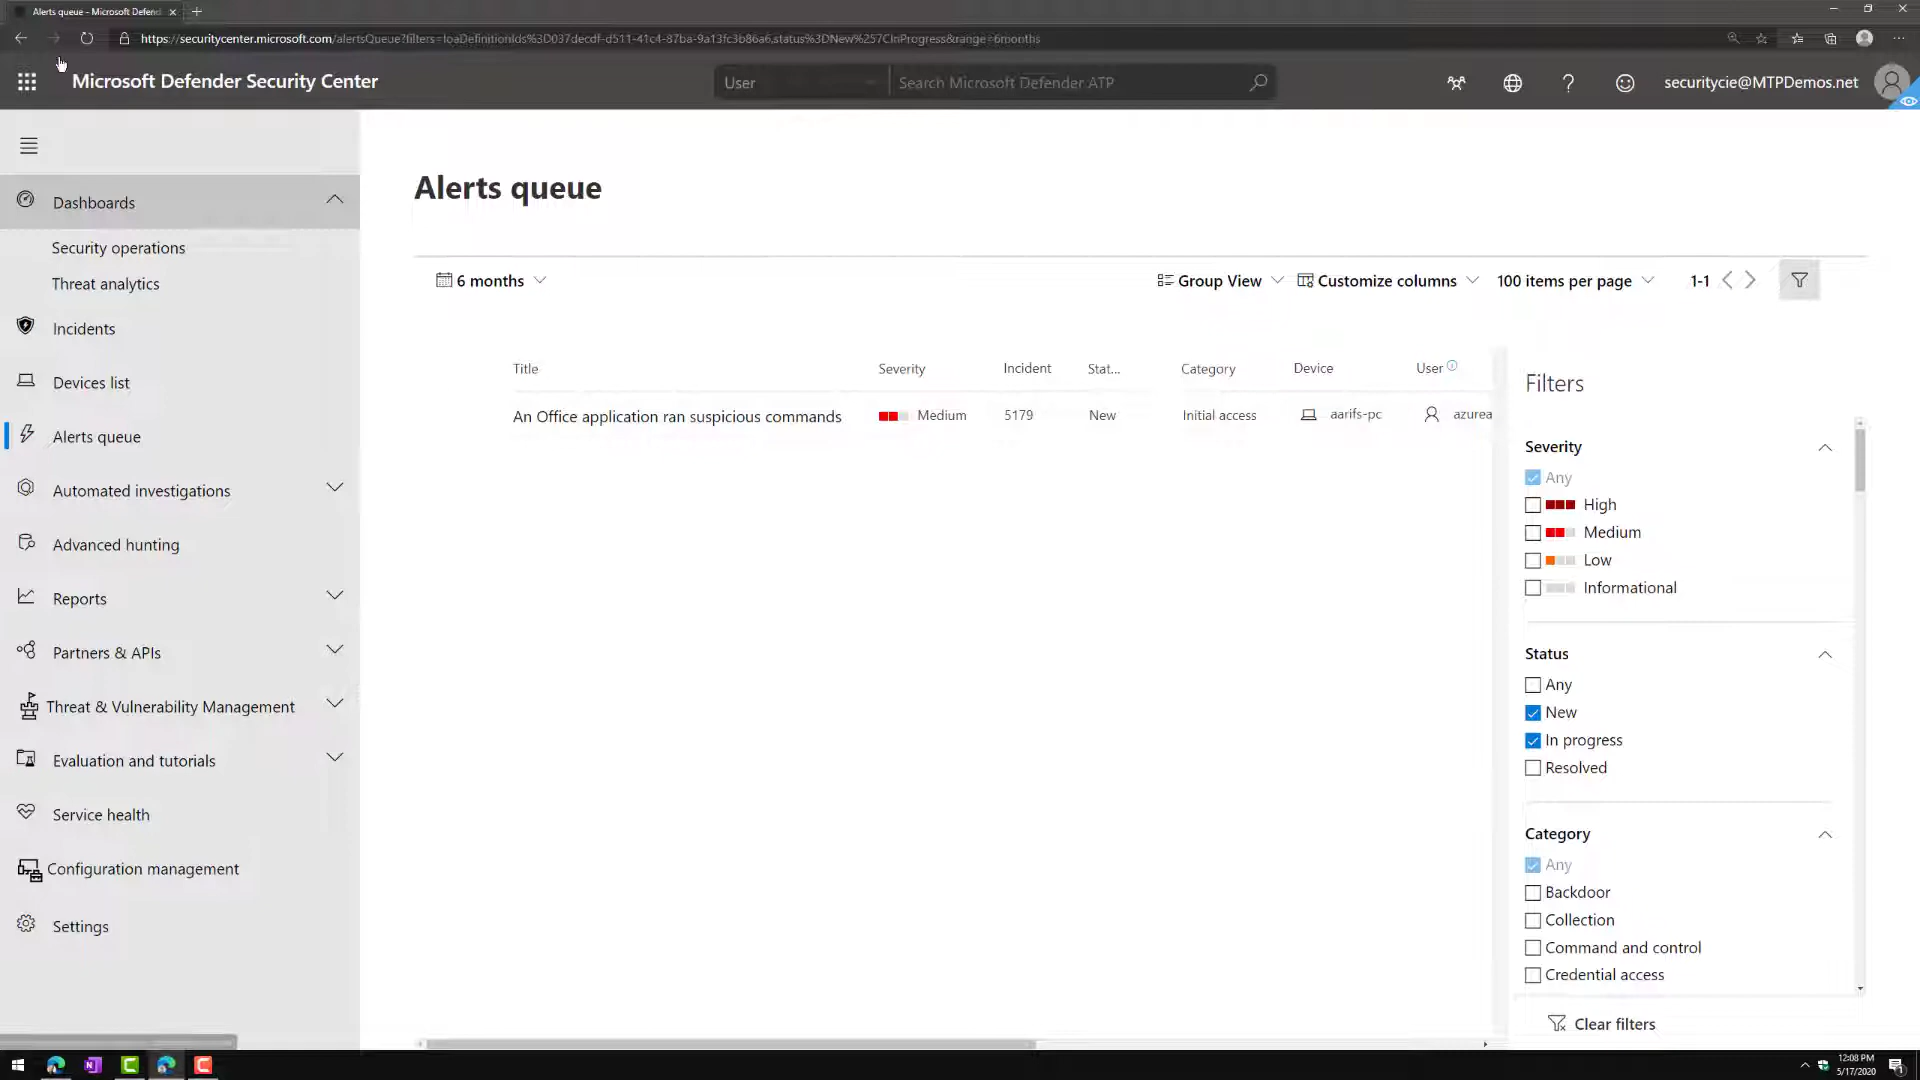 Alerts queue - Microsoft Defend
https://securitycenter.microsoft.com/alertsQueue?filters=IoaDefinitionIds%3D037decdf-d511-41c4-87ba-9a13fc3b86a6,status%3DNew%257CInProgress&range=6months
Microsoft Defender Security Center
User
Search Microsoft Defender ATP
securitycie@MTPDemos.net
Dashboards
Security operations
Threat analytics
Incidents
Devices list
Alerts queue
Automated investigations
Advanced hunting
Reports
Partners & APIs
Threat & Vulnerability Management
Evaluation and tutorials
Service health
Configuration management
Settings
Alerts queue
6 months
Group View
Customize columns
100 items per page
1-1
Title Severity Incident Stat... Category Device User
An Office application ran suspicious commands Medium 5179 New Initial access aarifs-pc azurea
Filters
Severity
Any
High
Medium
Low
Informational
Status
Any
New
In progress
Resolved
Category
Any
Backdoor
Collection
Command and control
Credential access
Clear filters
12:08 PM
5/17/2020